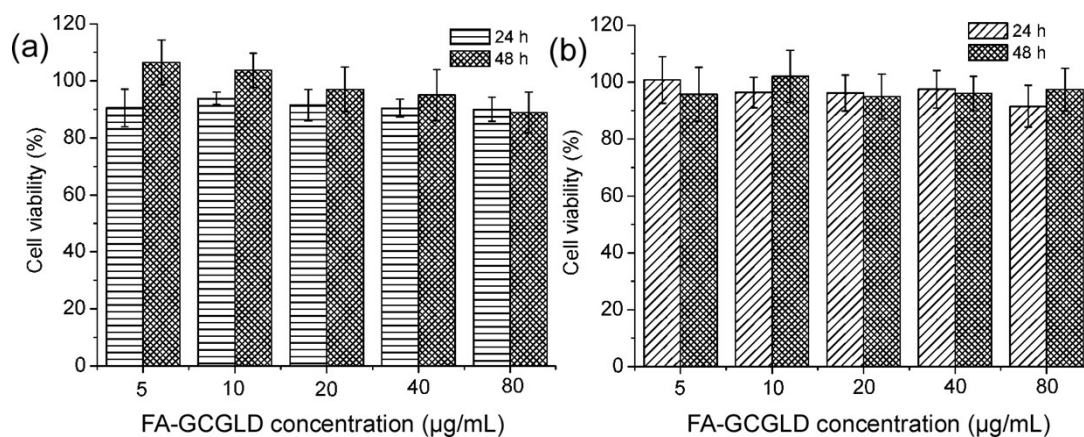 (a)
120
100
80
60
40
20
0
Cell viability (%)
24 h
48 h
5 10 20 40 80
FA-GCGLD concentration (µg/mL)
(b)
120
100
80
60
40
20
0
Cell viability (%)
24 h
48 h
5 10 20 40 80
FA-GCGLD concentration (µg/mL)